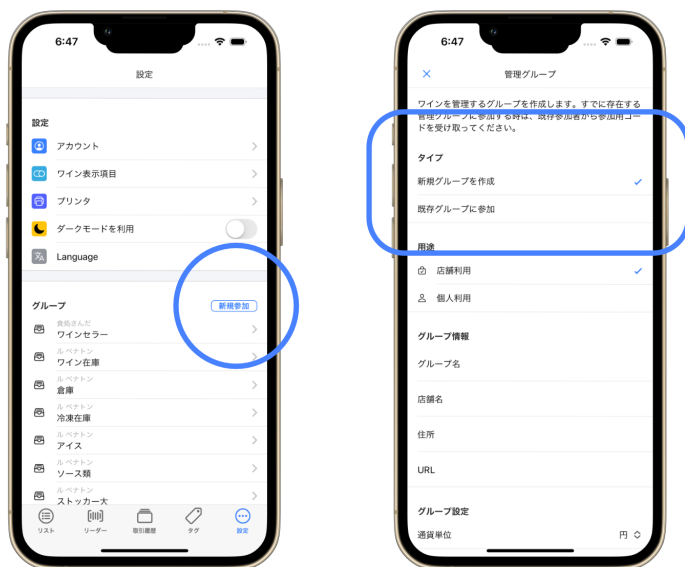 6:47
設定
設定
アカウント
ワイン表示項目
プリンタ
ダークモードを利用
Language
グループ
新規参加
食処さんだ
ワインセラー
ル ベナトン
ワイン在庫
ル ベナトン
倉庫
ル ベナトン
冷凍在庫
ル ベナトン
アイス
ル ベナトン
ソース類
ル ベナトン
ストッカー大
リスト
リーダー
取引履歴
タグ
設定
6:47
管理グループ
ワインを管理するグループを作成します。すでに存在する
管理グループに参加する時は、既存参加者から参加用コー
ドを受け取ってください。
タイプ
新規グループを作成
既存グループに参加
用途
店舗利用
個人利用
グループ情報
グループ名
店舗名
住所
URL
グループ設定
通貨単位
円